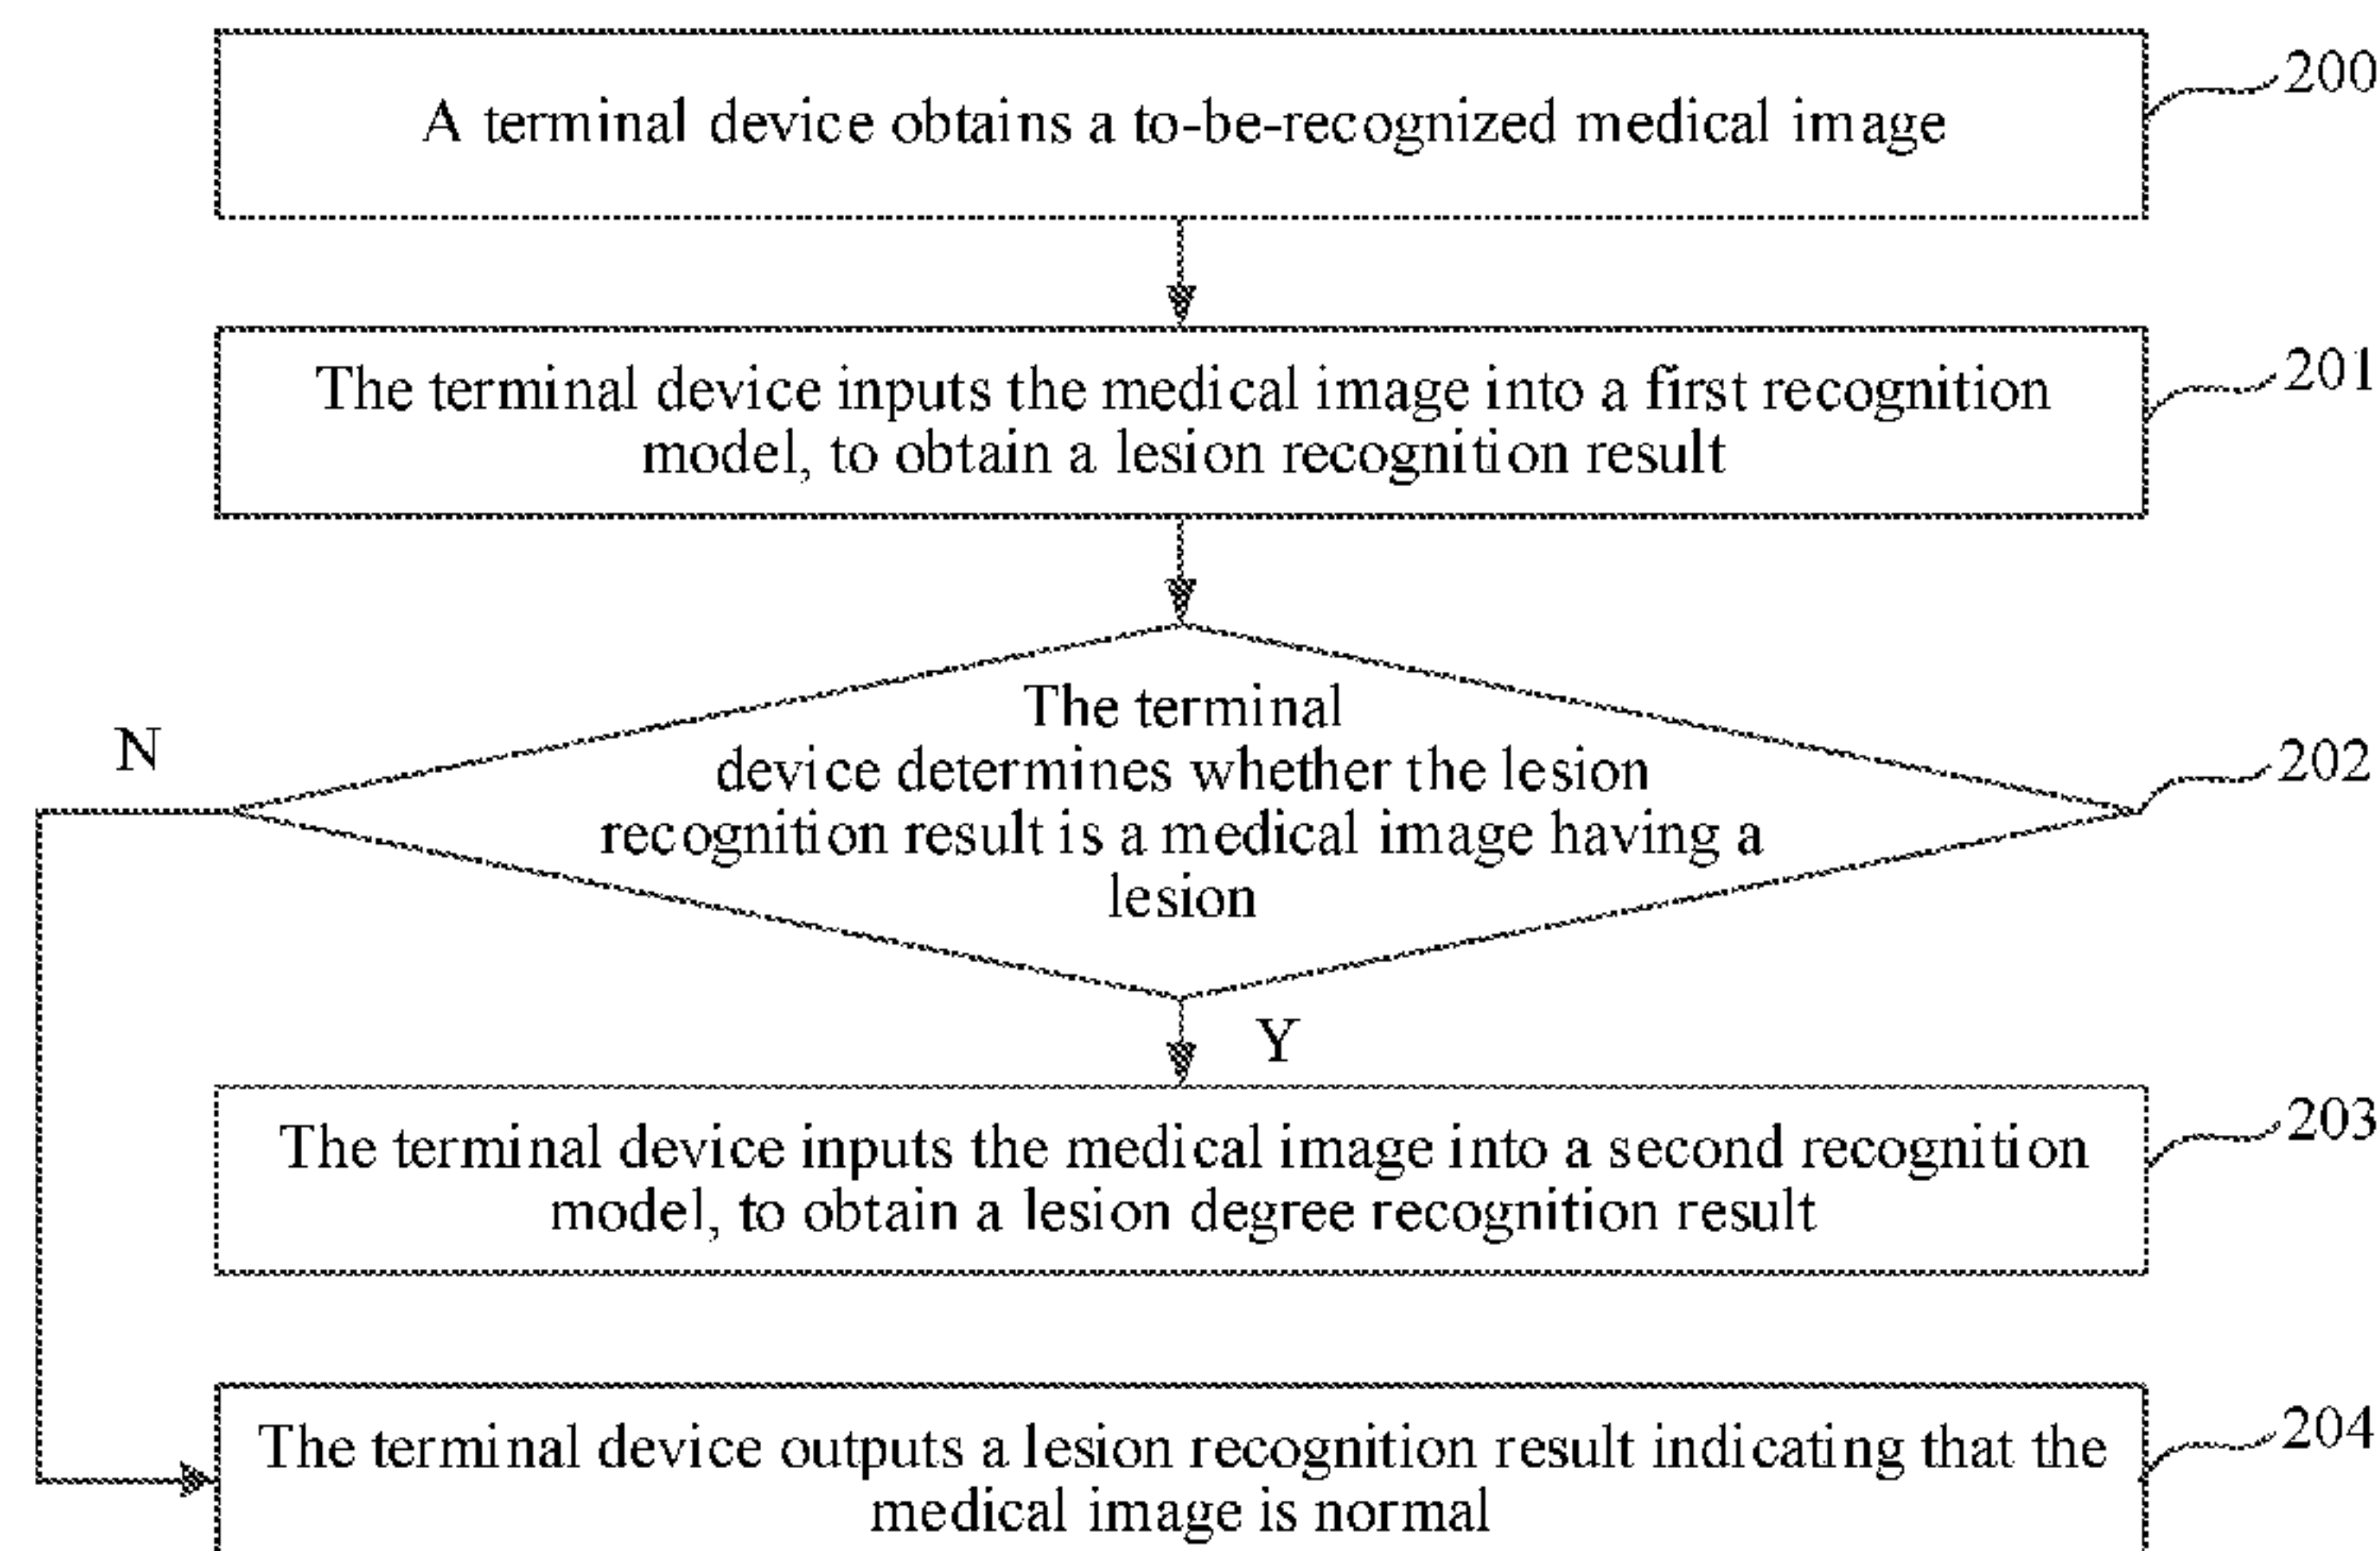 A terminal device obtains a to-be-recognized medical image
200
The terminal device inputs the medical image into a first recognition
model, to obtain a lesion recognition result
201
The terminal
device determines whether the lesion
recognition result is a medical image having a
lesion
202
N
Y
The terminal device inputs the medical image into a second recognition
model, to obtain a lesion degree recognition result
203
The terminal device outputs a lesion recognition result indicating that the
medical image is normal
204